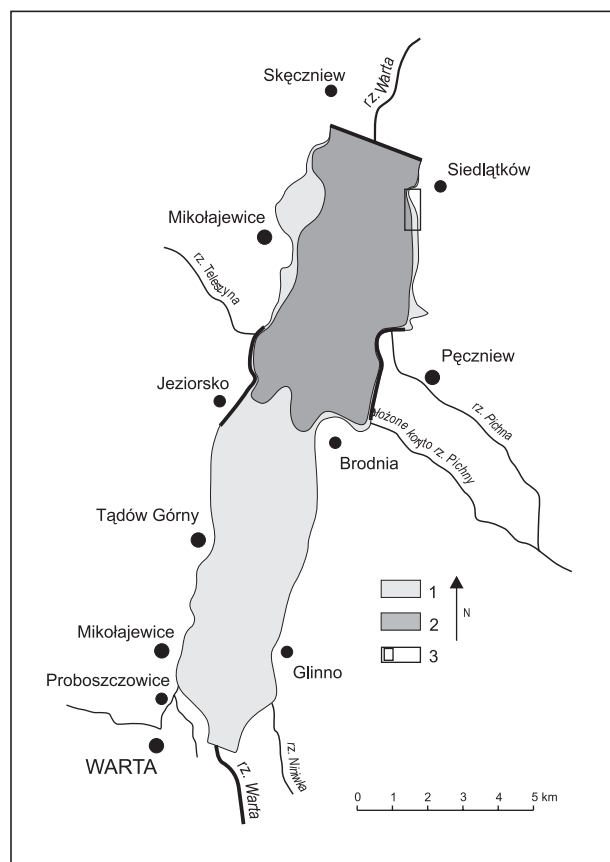 Skęczniew
rz. Warta
Siedlątków
Mikołajewice
rz. Teleszyna
Pęczniew
Jeziorsko
rz. Pichna
ałożone koryto rz. Pichny
Brodnia
Tądów Górny
1
N
2
Mikołajewice
3
Glinno
Proboszczowice
WARTA
rz. Warta
rz. Niniwka
0 1 2 3 4 5 km